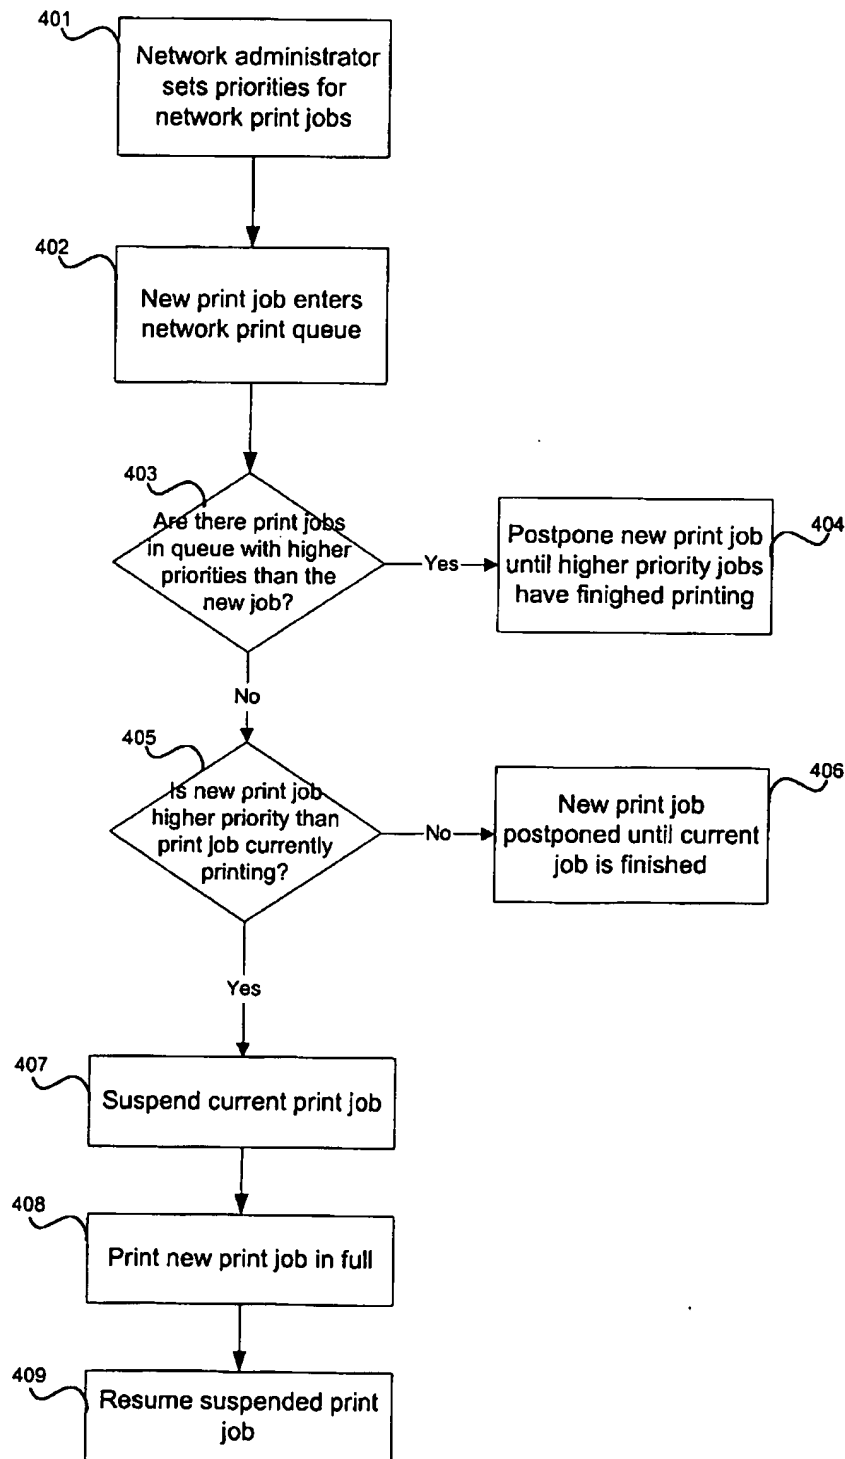 401
Network administrator
sets priorities for
network print jobs
402
New print job enters
network print queue
403
Are there print jobs
in queue with higher
priorities than the
new job?
Yes
Postpone new print job
until higher priority jobs
have finighed printing
404
No
405
Is new print job
higher priority than
print job currently
printing?
No
New print job
postponed until current
job is finished
406
Yes
407
Suspend current print job
408
Print new print job in full
409
Resume suspended print
job